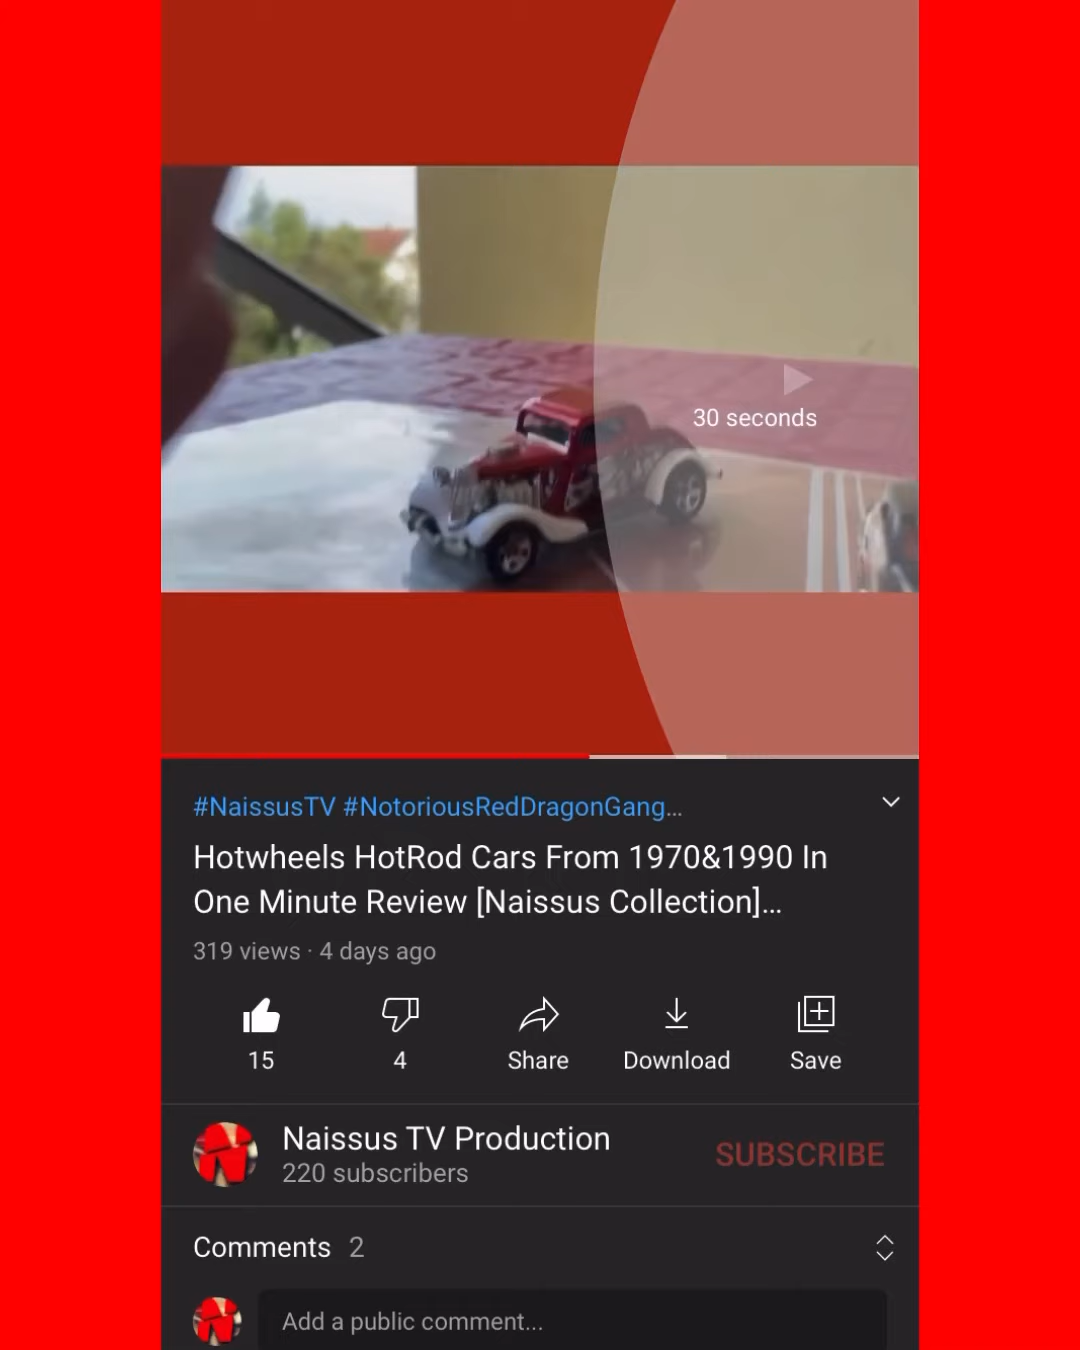 30 seconds
#NaissusTV #NotoriousRedDragonGang...
Hotwheels HotRod Cars From 1970&1990 In
One Minute Review [Naissus Collection]...
319 views · 4 days ago
15
4
Share
Download
Save
Naissus TV Production
SUBSCRIBE
220 subscribers
Comments 2
Add a public comment...